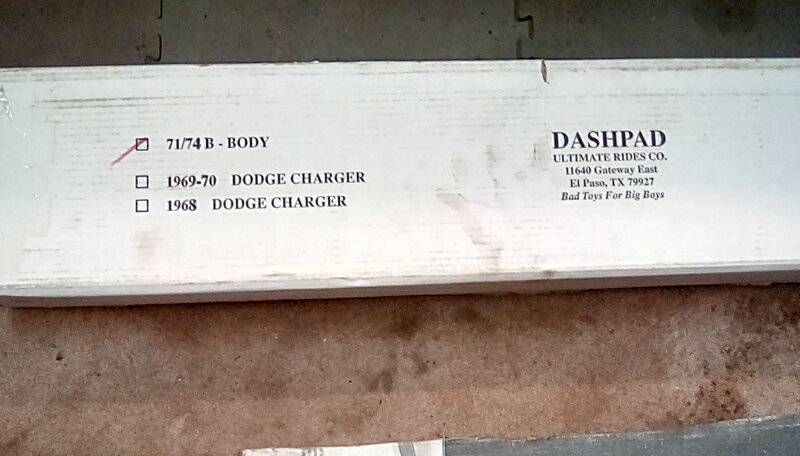 71/74 B - BODY
1969-70 DODGE CHARGER
1968 DODGE CHARGER
DASHPAD
ULTIMATE RIDES CO.
11640 Gateway East
El Paso, TX 79927
Bad Toys For Big Boys